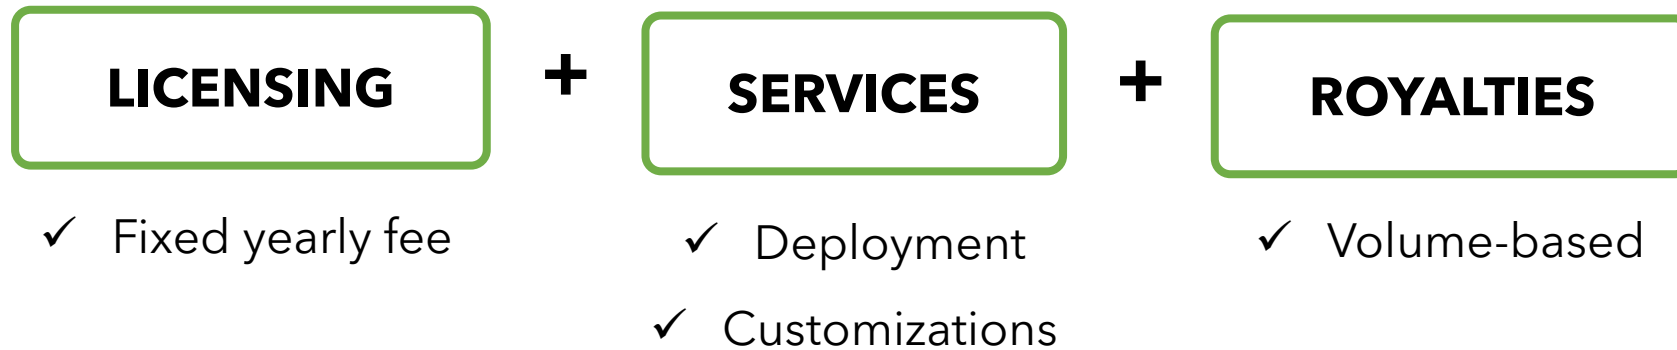 LICENSING + SERVICES + ROYALTIES
✓ Fixed yearly fee
✓ Deployment
✓ Customizations
✓ Volume-based